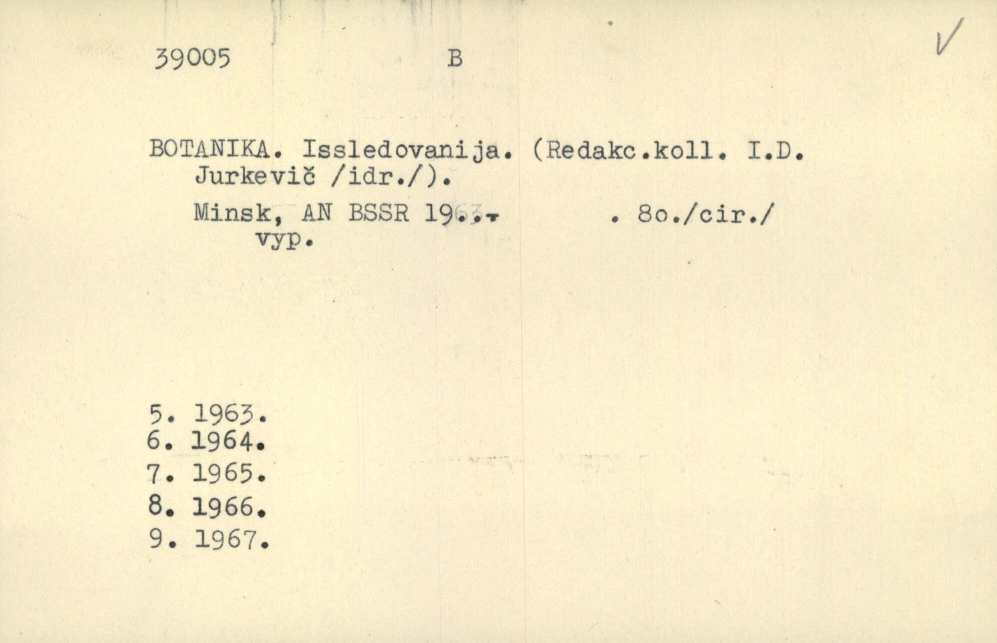 39005 B
BOTANIKA. Issledovanija. (Redakc.koll. I.D.
Jurkevič /idr./).
Minsk, AN BSSR 19..- . 8o./cir./
vyp.
5. 1963.
6. 1964.
7. 1965.
8. 1966.
9. 1967.